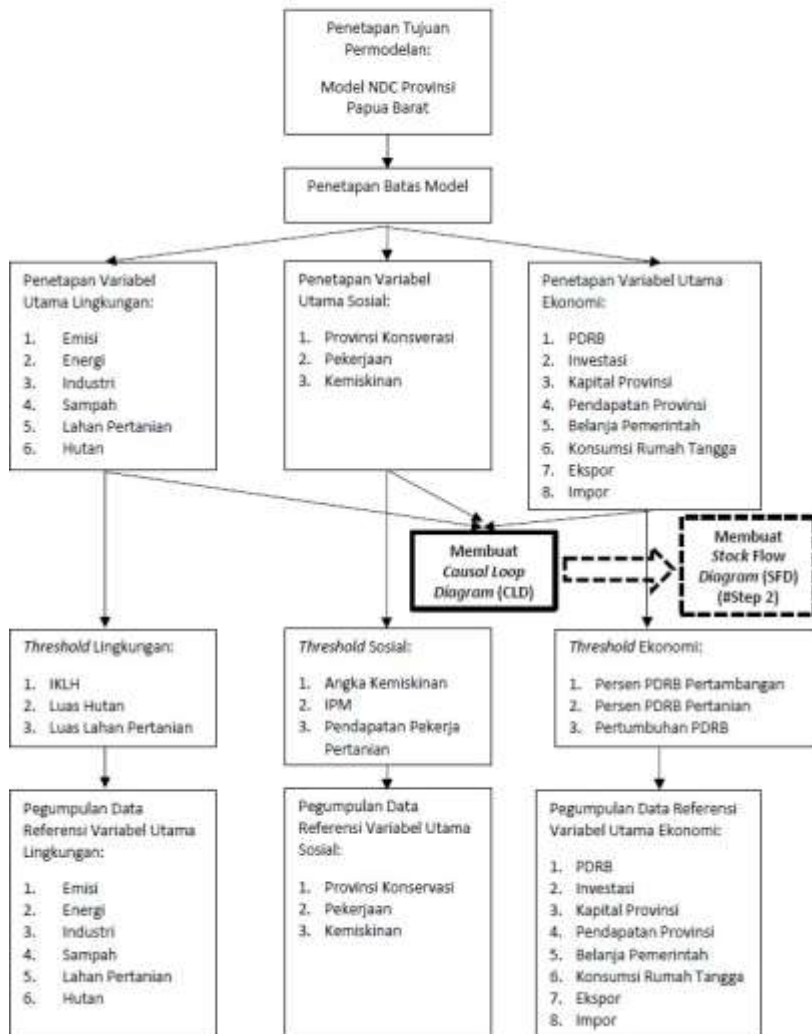 Penetapan Tujuan
Permodelan:
Model NDC Provinsi
Papua Barat
Penetapan Batas Model
Penetapan Variabel
Utama Lingkungan:
1. Emisi
2. Energi
3. Industri
4. Sampah
5. Lahan Pertanian
6. Hutan
Penetapan Variabel
Utama Sosial:
1. Provinsi Konsverasi
2. Pekerjaan
3. Kemiskinan
Penetapan Variabel Utama
Ekonomi:
1. PDRB
2. Investasi
3. Kapital Provinsi
4. Pendapatan Provinsi
5. Belanja Pemerintah
6. Konsumsi Rumah Tangga
7. Ekspor
8. Impor
Membuat
Causal Loop
Diagram (CLD)
Membuat
Stock Flow
Diagram (SFD)
(#Step 2)
Threshold Lingkungan:
1. IKLH
2. Luas Hutan
3. Luas Lahan Pertanian
Threshold Sosial:
1. Angka Kemiskinan
2. IPM
3. Pendapatan Pekerja
Pertanian
Threshold Ekonomi:
1. Persen PDRB Pertambangan
2. Persen PDRB Pertanian
3. Pertumbuhan PDRB
Pegumpulan Data
Referensi Variabel Utama
Lingkungan:
1. Emisi
2. Energi
3. Industri
4. Sampah
5. Lahan Pertanian
6. Hutan
Pegumpulan Data
Referensi Variabel Utama
Sosial:
1. Provinsi Konservasi
2. Pekerjaan
3. Kemiskinan
Pegumpulan Data Referensi
Variabel Utama Ekonomi:
1. PDRB
2. Investasi
3. Kapital Provinsi
4. Pendapatan Provinsi
5. Belanja Pemerintah
6. Konsumsi Rumah Tangga
7. Ekspor
8. Impor